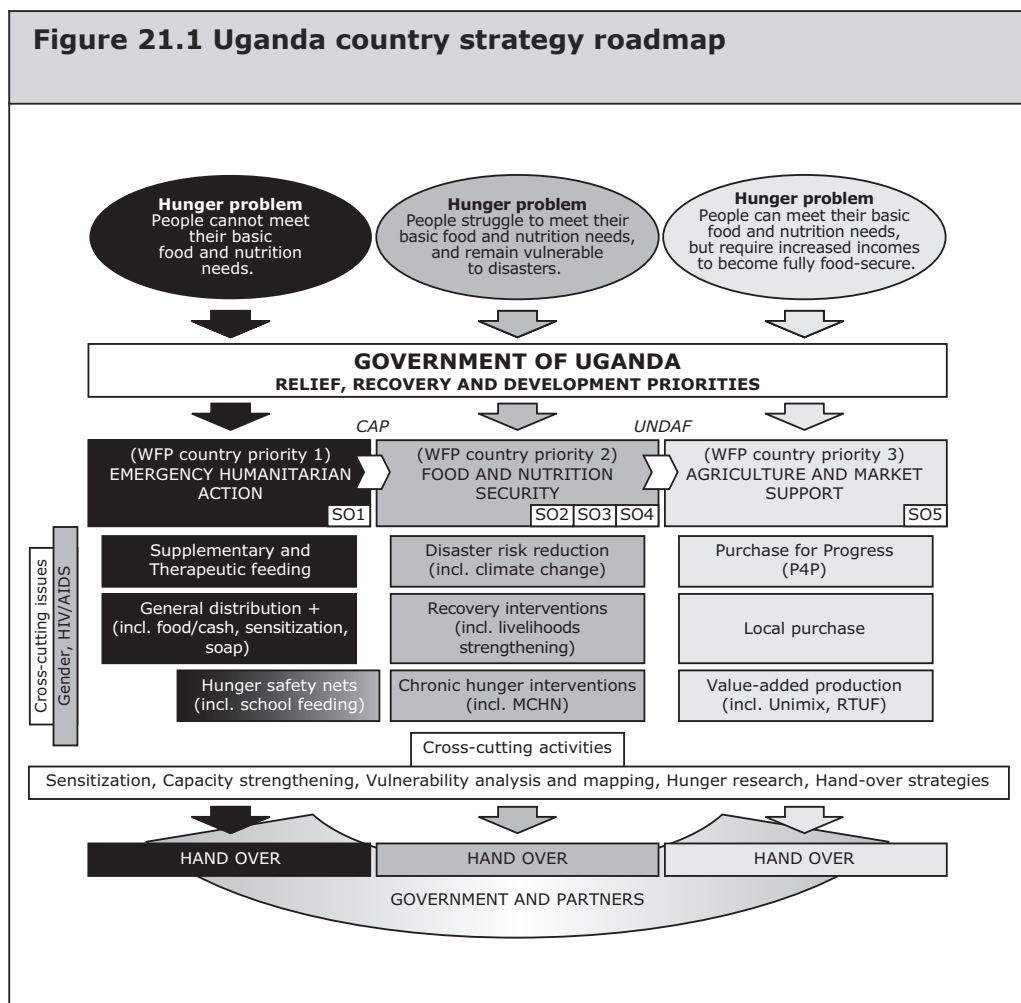 Figure 21.1 Uganda country strategy roadmap
Hunger problem
People cannot meet
their basic
food and nutrition
needs.
Hunger problem
People struggle to meet their
basic food and nutrition needs,
and remain vulnerable
to disasters.
Hunger problem
People can meet their basic
food and nutrition needs,
but require increased incomes
to become fully food-secure.
GOVERNMENT OF UGANDA
RELIEF, RECOVERY AND DEVELOPMENT PRIORITIES
CAP
UNDAF
(WFP country priority 1)
EMERGENCY HUMANITARIAN
ACTION
SO1
(WFP country priority 2)
FOOD AND NUTRITION
SECURITY
SO2 SO3 SO4
(WFP country priority 3)
AGRICULTURE AND MARKET
SUPPORT
SO5
Cross-cutting issues
Gender, HIV/AIDS
Supplementary and
Therapeutic feeding
Disaster risk reduction
(incl. climate change)
Purchase for Progress
(P4P)
General distribution +
(incl. food/cash, sensitization,
soap)
Recovery interventions
(incl. livelihoods
strengthening)
Local purchase
Hunger safety nets
(incl. school feeding)
Chronic hunger interventions
(incl. MCHN)
Value-added production
(incl. Unimix, RTUF)
Cross-cutting activities
Sensitization, Capacity strengthening, Vulnerability analysis and mapping, Hunger research, Hand-over strategies
HAND OVER
HAND OVER
HAND OVER
GOVERNMENT AND PARTNERS